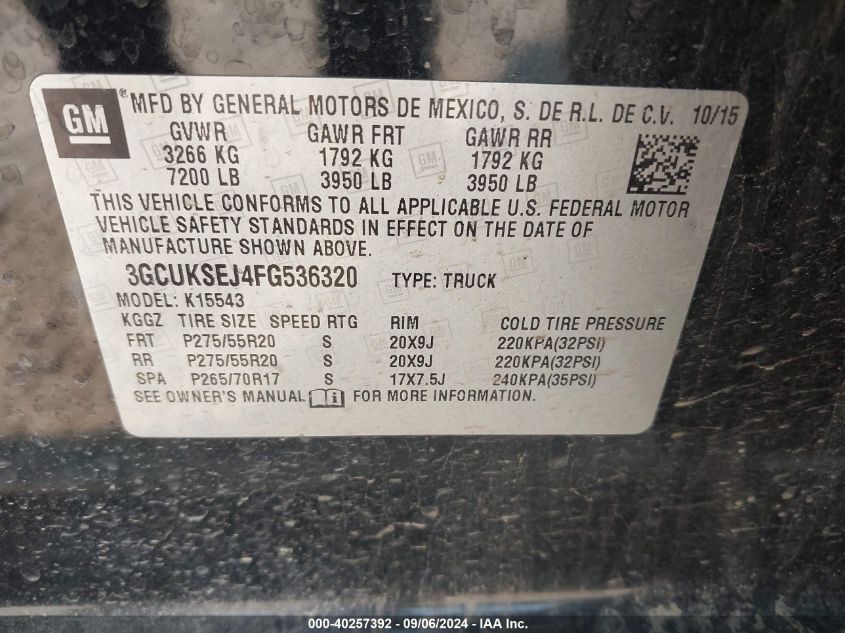 GM ® MFD BY GENERAL MOTORS DE MEXICO, S. DE R.L. DE C.V. 10/15
GVWR GAWR FRT GAWR RR
3266 KG 1792 KG 1792 KG
7200 LB 3950 LB 3950 LB
THIS VEHICLE CONFORMS TO ALL APPLICABLE U.S. FEDERAL MOTOR
VEHICLE SAFETY STANDARDS IN EFFECT ON THE DATE OF
MANUFACTURE SHOWN ABOVE.
3GCUKSEJ4FG536320 TYPE: TRUCK
MODEL: K15543
KGGZ TIRE SIZE SPEED RTG RIM COLD TIRE PRESSURE
FRT P275/55R20 S 20X9J 220KPA(32PSI)
RR P275/55R20 S 20X9J 220KPA(32PSI)
SPA P265/70R17 S 17X7.5J 240KPA(35PSI)
SEE OWNER'S MANUAL FOR MORE INFORMATION.
000-40257392 - 09/06/2024 - IAA Inc.